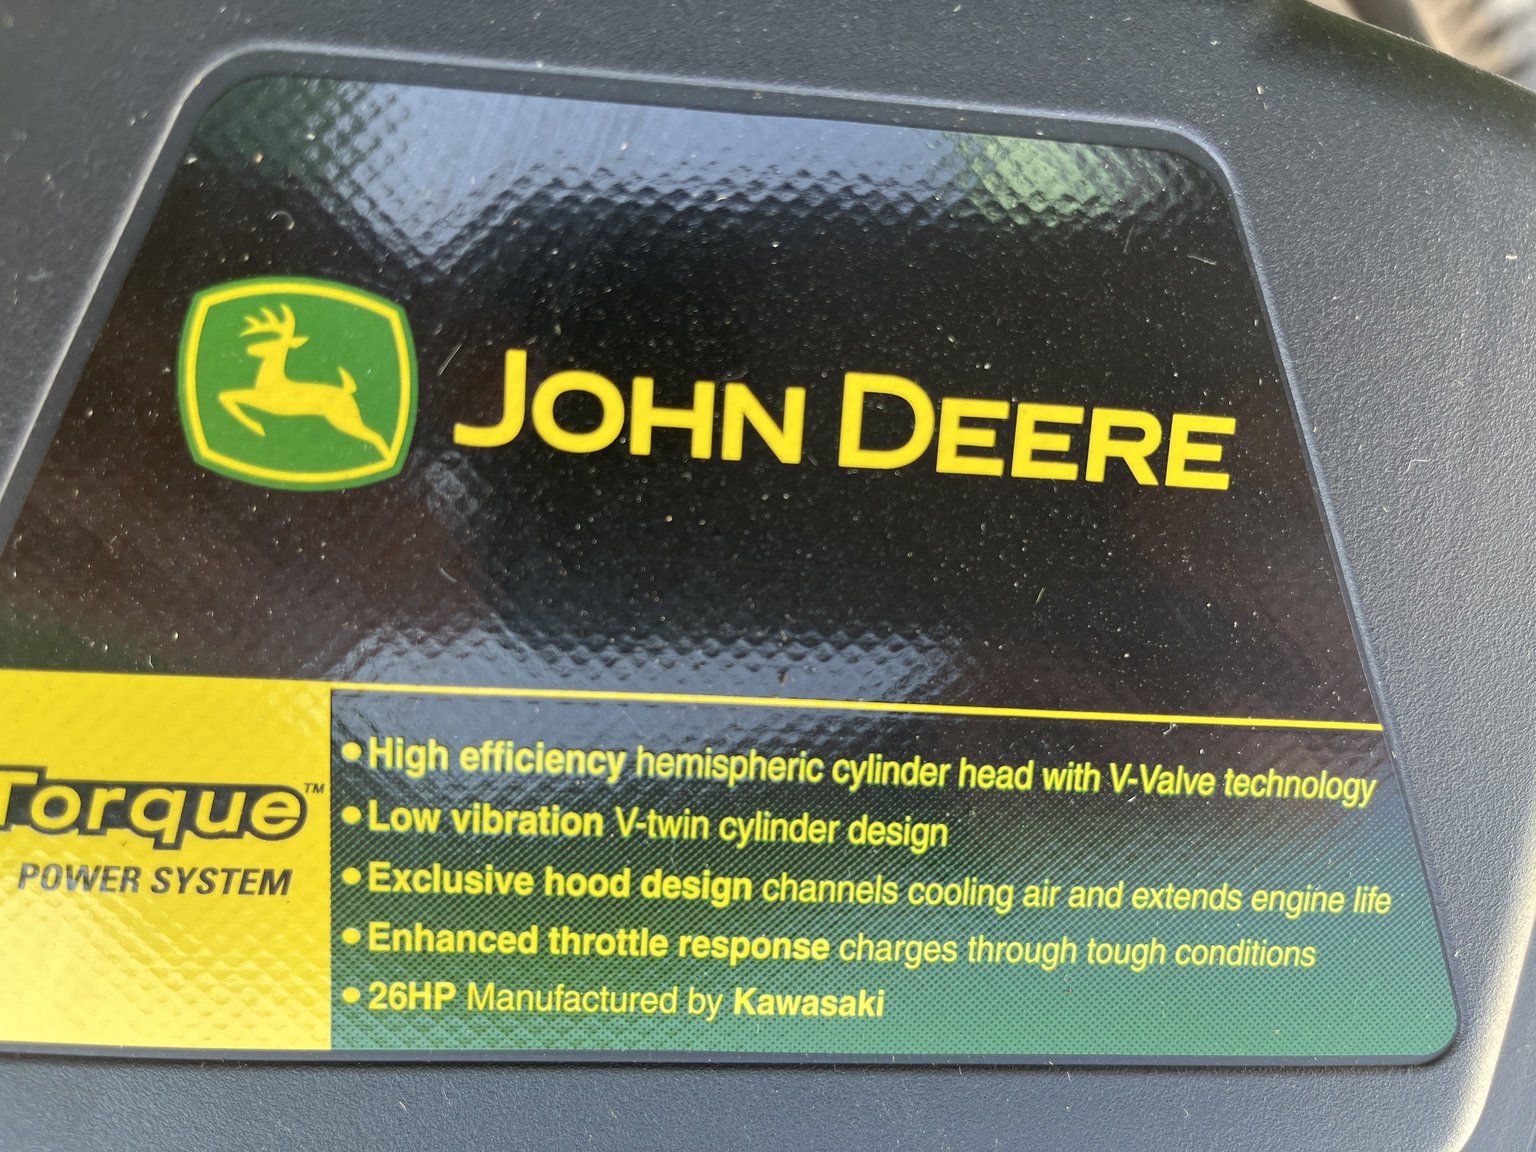 JOHN DEERE
Torque™
POWER SYSTEM
• High efficiency hemispheric cylinder head with V-Valve technology
• Low vibration V-twin cylinder design
• Exclusive hood design channels cooling air and extends engine life
• Enhanced throttle response charges through tough conditions
• 26HP Manufactured by Kawasaki